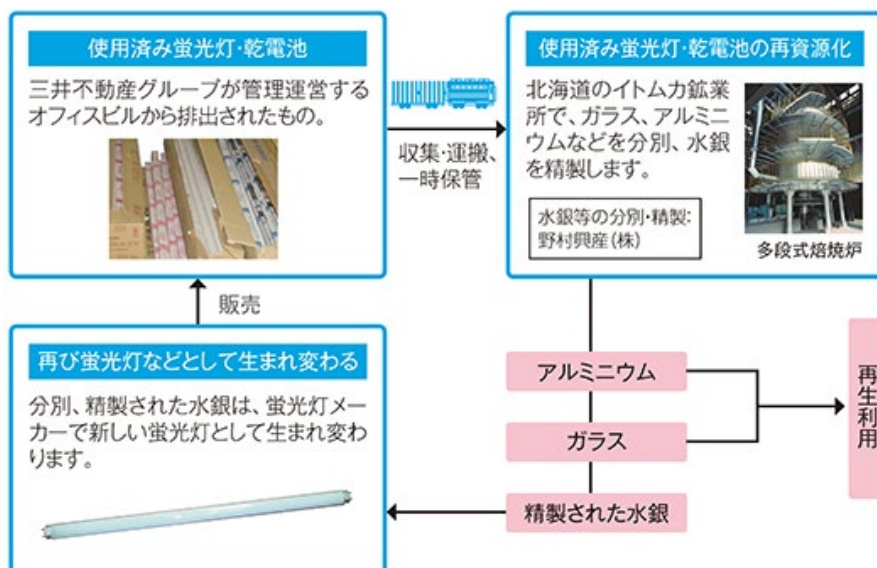 使用済み蛍光灯・乾電池
三井不動産グループが管理運営する
オフィスビルから排出されたもの。
収集・運搬、
一時保管
使用済み蛍光灯・乾電池の再資源化
北海道のイトムカ鉱業
所で、ガラス、アルミニ
ウムなどを分別、水銀
を精製します。
水銀等の分別・精製：
野村興産(株)
多段式焙焼炉
アルミニウム
ガラス
精製された水銀
再生利用
再び蛍光灯などとして生まれ変わる
分別、精製された水銀は、蛍光灯メー
カーで新しい蛍光灯として生まれ変わ
ります。
販売